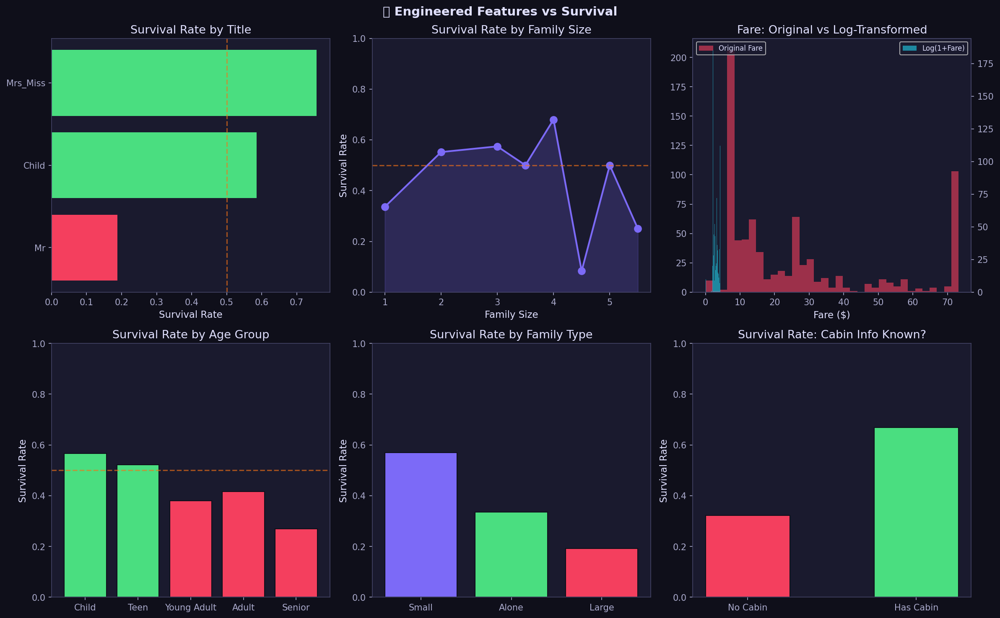 Engineered Features vs Survival
Survival Rate by Title
Mrs_Miss
Child
Mr
0.0 0.1 0.2 0.3 0.4 0.5 0.6 0.7
Survival Rate
Survival Rate by Family Size
Survival Rate
1.0
0.8
0.6
0.4
0.2
0.0
1 2 3 4 5
Family Size
Fare: Original vs Log-Transformed
Original Fare
Log(1+Fare)
200
175
150
125
100
75
50
25
0
175
150
125
100
75
50
25
0
0 10 20 30 40 50 60 70
Fare ($)
Survival Rate by Age Group
Survival Rate
1.0
0.8
0.6
0.4
0.2
0.0
Child Teen Young Adult Adult Senior
Survival Rate by Family Type
Survival Rate
1.0
0.8
0.6
0.4
0.2
0.0
Small Alone Large
Survival Rate: Cabin Info Known?
Survival Rate
1.0
0.8
0.6
0.4
0.2
0.0
No Cabin Has Cabin